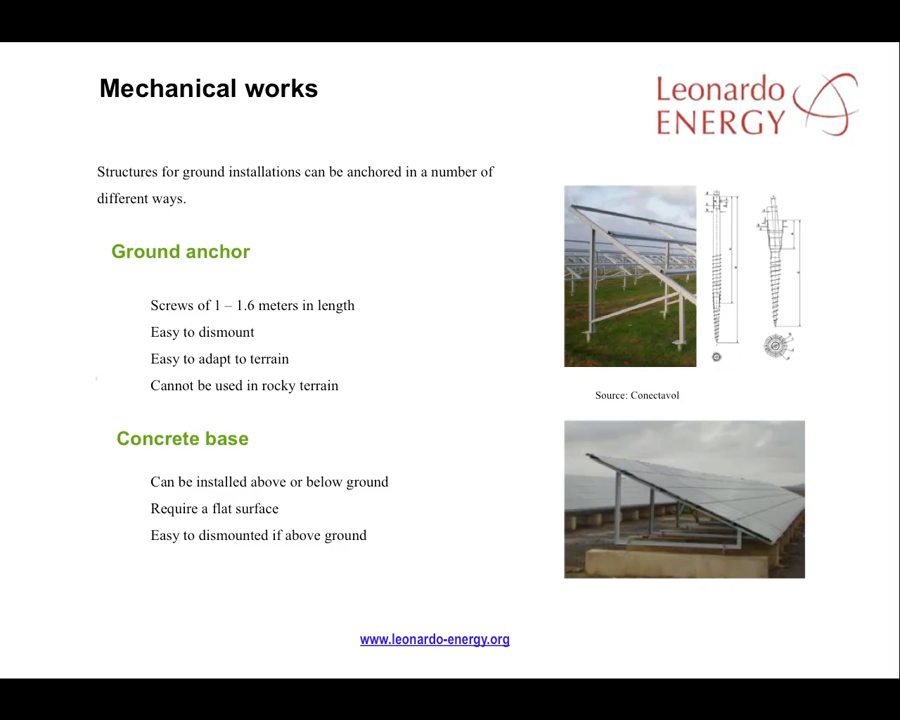 Mechanical works
Leonardo
ENERGY
Structures for ground installations can be anchored in a number of
different ways.
Ground anchor
Screws of 1 – 1.6 meters in length
Easy to dismount
Easy to adapt to terrain
Cannot be used in rocky terrain
Source: Conectavol
Concrete base
Can be installed above or below ground
Require a flat surface
Easy to dismounted if above ground
www.leonardo-energy.org